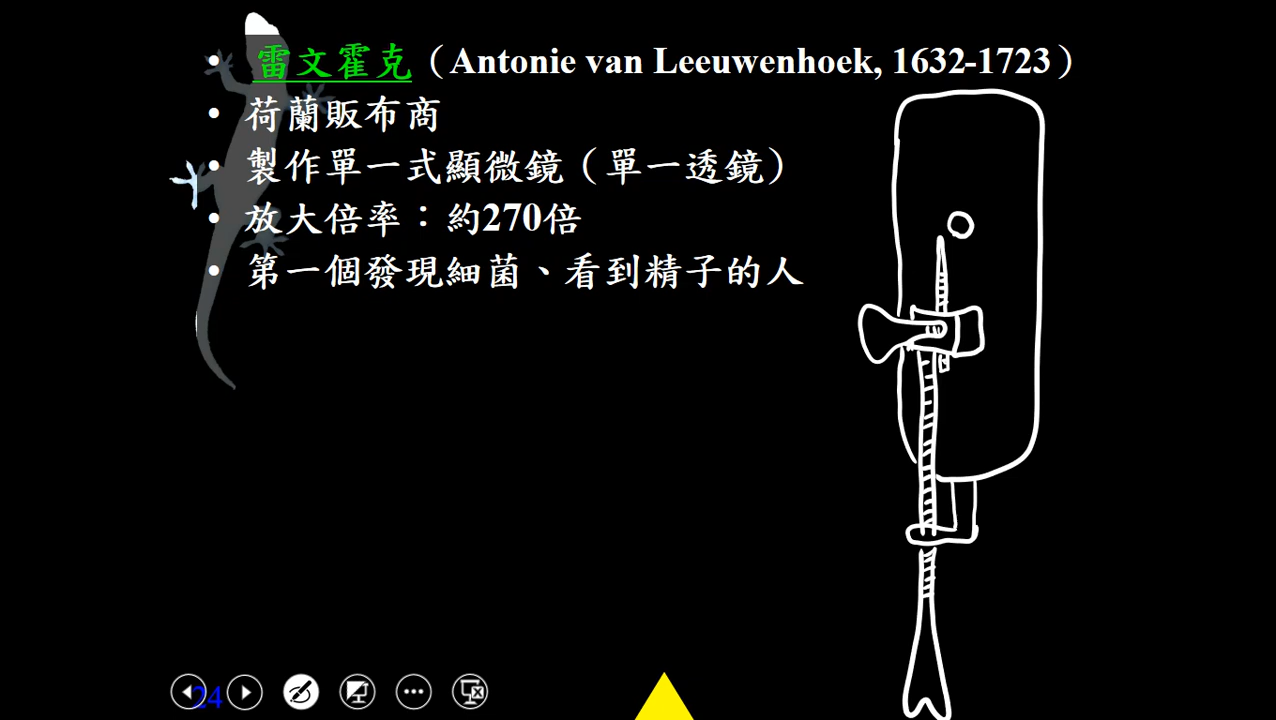 • 雷文霍克（Antonie van Leeuwenhoek, 1632-1723）
• 荷蘭販布商
• 製作單一式顯微鏡（單一透鏡）
• 放大倍率：約270倍
• 第一個發現細菌、看到精子的人
24